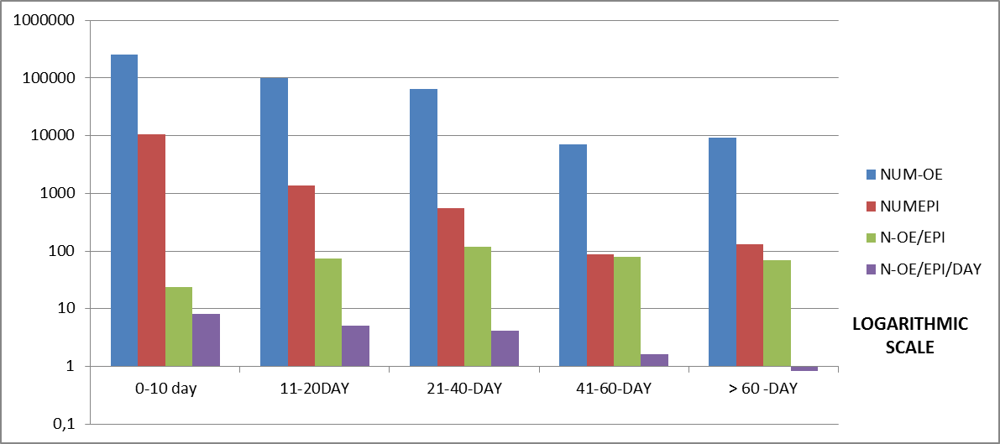 1000000
100000
10000
1000
100
10
1
0,1
0-10 day
11-20DAY
21-40-DAY
41-60-DAY
> 60 -DAY
NUM-OE
NUMEPI
N-OE/EPI
N-OE/EPI/DAY
LOGARITHMIC
SCALE